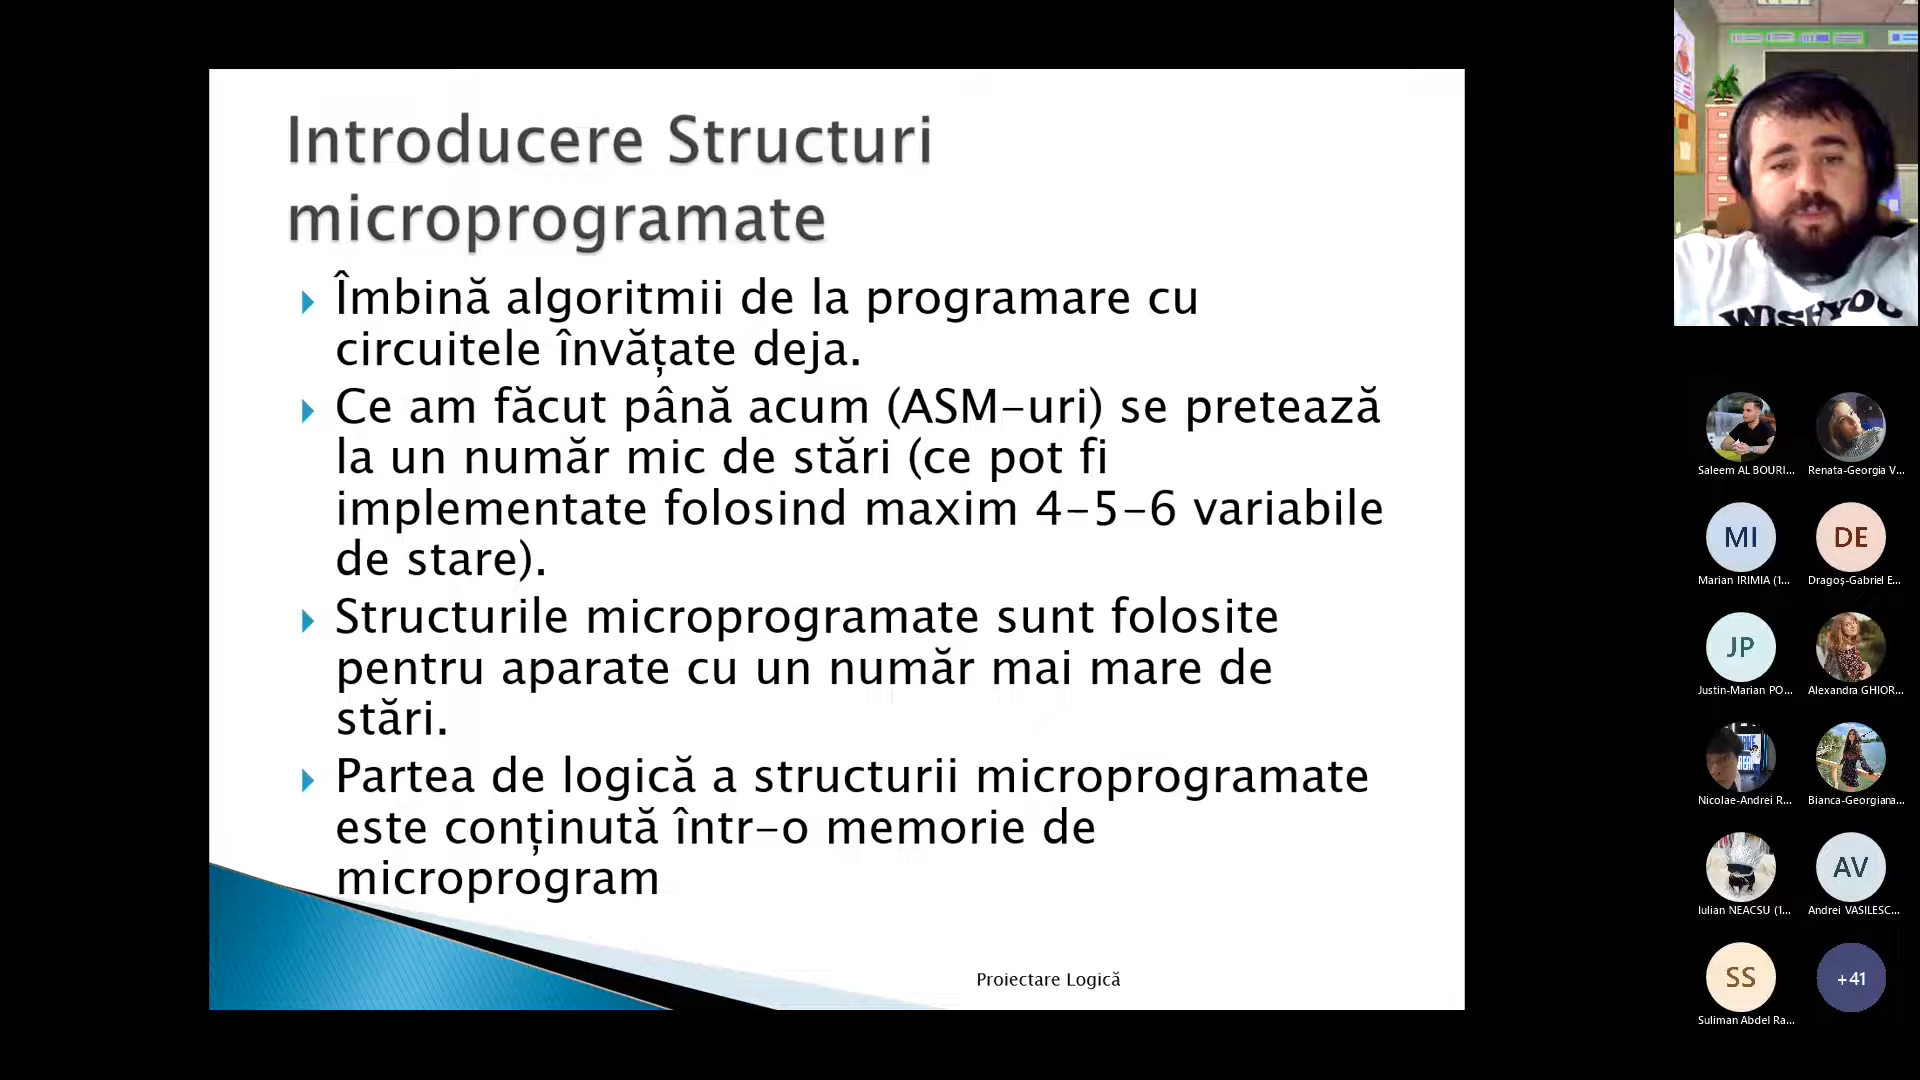 Introducere Structuri
microprogramate
Îmbină algoritmii de la programare cu
circuitele învățate deja.
Ce am făcut până acum (ASM-uri) se pretează
la un număr mic de stări (ce pot fi
implementate folosind maxim 4-5-6 variabile
de stare).
Structurile microprogramate sunt folosite
pentru aparate cu un număr mai mare de
stări.
Partea de logică a structurii microprogramate
este conținută într-o memorie de
microprogram
Proiectare Logică
Saleem AL BOURI...
Renata-Georgia V...
MI
DE
Marian IRIMIA (1...
Dragoș-Gabriel E...
JP
Justin-Marian PO...
Alexandra GHIOR...
Nicolae-Andrei R...
Bianca-Georgiana...
AV
Iulian NEACSU (1...
Andrei VASILESC...
SS
+41
Suliman Abdel Ra...